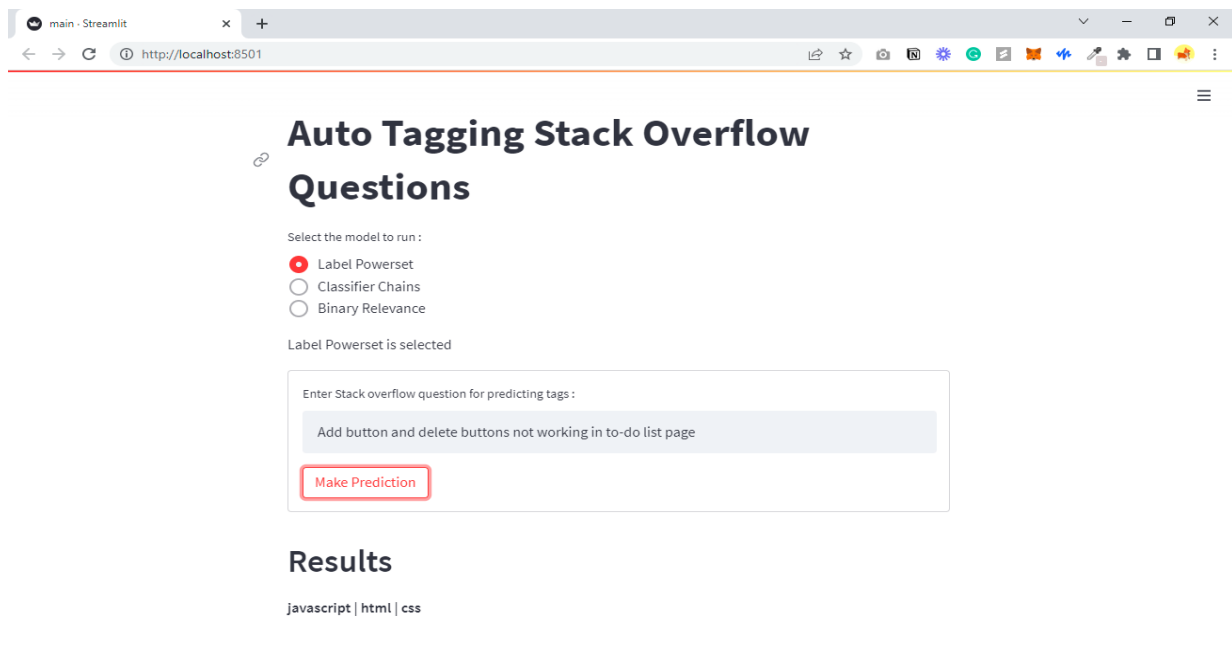 main · Streamlit
http://localhost:8501
Auto Tagging Stack Overflow
Questions
Select the model to run :
Label Powerset
Classifier Chains
Binary Relevance
Label Powerset is selected
Enter Stack overflow question for predicting tags :
Add button and delete buttons not working in to-do list page
Make Prediction
Results
javascript | html | css